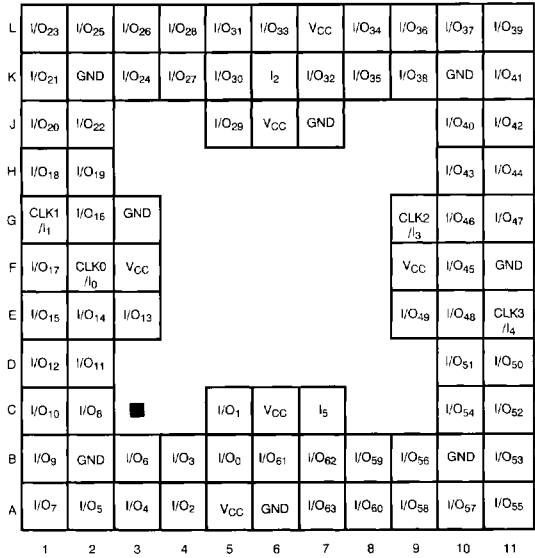 L I/O23 I/O25 I/O26 I/O28 I/O31 I/O33 VCC I/O34 I/O36 I/O37 I/O39
K I/O21 GND I/O24 I/O27 I/O30 I2 I/O32 I/O35 I/O38 GND I/O41
J I/O20 I/O22 I/O29 VCC GND I/O40 I/O42
H I/O18 I/O19 I/O43 I/O44
G CLK1/I1 I/O16 GND CLK2/I3 I/O46 I/O47
F I/O17 CLK0/I0 VCC VCC I/O45 GND
E I/O15 I/O14 I/O13 I/O49 I/O48 CLK3/I4
D I/O12 I/O11 I/O51 I/O50
C I/O10 I/O8 I/O1 VCC I5 I/O54 I/O52
B I/O9 GND I/O6 I/O3 I/O0 I/O61 I/O62 I/O59 I/O56 GND I/O53
A I/O7 I/O5 I/O4 I/O2 VCC GND I/O63 I/O60 I/O58 I/O57 I/O55
1 2 3 4 5 6 7 8 9 10 11